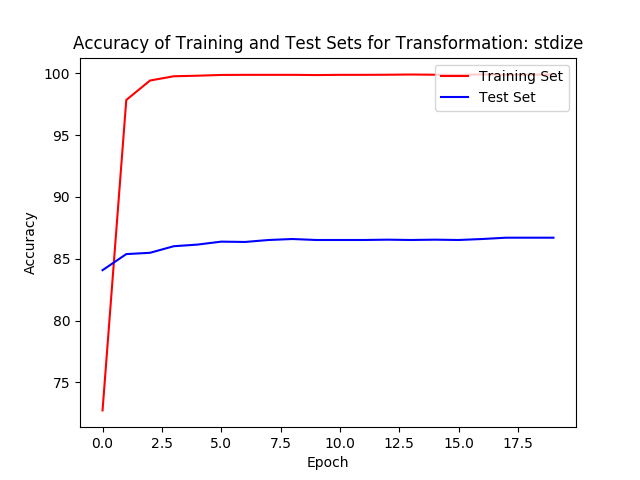 Accuracy of Training and Test Sets for Transformation: stdize
100
95
90
85
80
75
Accuracy
Training Set
Test Set
0.0 2.5 5.0 7.5 10.0 12.5 15.0 17.5
Epoch